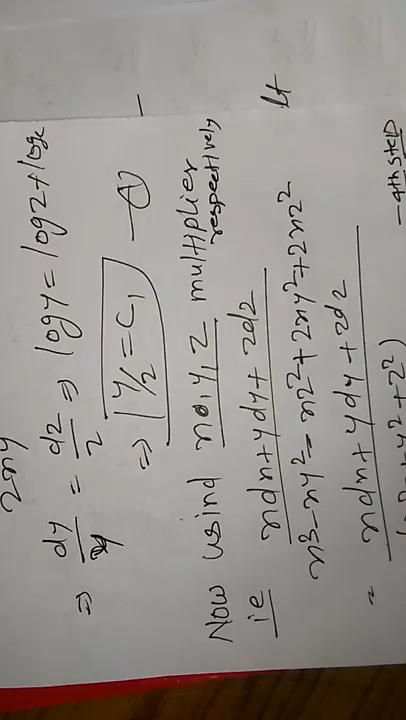 2xy
⇒ dy/y = dz/z ⇒ log y = log z + log c
⇒ y/z = c₁ — (1)
Now using x, y, z multiplier respectively
ie xdx + ydy + zdz / x³ - xy² - xz² + 2xy² + 2xz²
= xdx + ydy + zdz
- 4th step